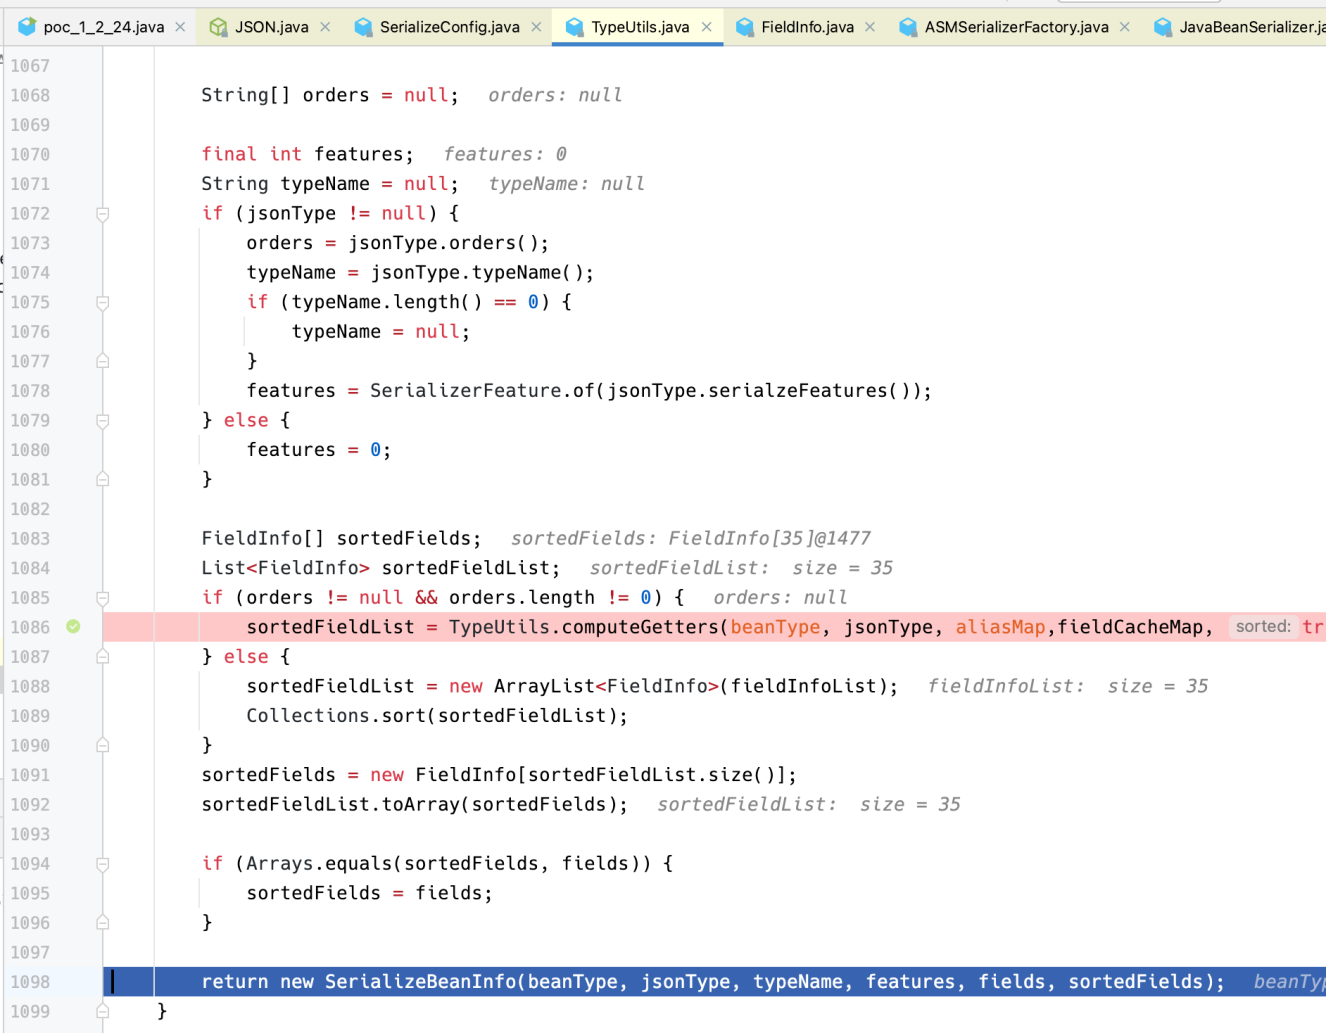 poc_1_2_24.java JSON.java SerializeConfig.java TypeUtils.java FieldInfo.java ASMSerializerFactory.java JavaBeanSerializer.ja
1067
1068 String[] orders = null; orders: null
1069
1070 final int features; features: 0
1071 String typeName = null; typeName: null
1072 if (jsonType != null) {
1073 orders = jsonType.orders();
1074 typeName = jsonType.typeName();
1075 if (typeName.length() == 0) {
1076 typeName = null;
1077 }
1078 features = SerializerFeature.of(jsonType.serialzeFeatures());
1079 } else {
1080 features = 0;
1081 }
1082
1083 FieldInfo[] sortedFields; sortedFields: FieldInfo[35]@1477
1084 List<FieldInfo> sortedFieldList; sortedFieldList: size = 35
1085 if (orders != null && orders.length != 0) { orders: null
1086 sortedFieldList = TypeUtils.computeGetters(beanType, jsonType, aliasMap,fieldCacheMap, sorted: tr
1087 } else {
1088 sortedFieldList = new ArrayList<FieldInfo>(fieldInfoList); fieldInfoList: size = 35
1089 Collections.sort(sortedFieldList);
1090 }
1091 sortedFields = new FieldInfo[sortedFieldList.size()];
1092 sortedFieldList.toArray(sortedFields); sortedFieldList: size = 35
1093
1094 if (Arrays.equals(sortedFields, fields)) {
1095 sortedFields = fields;
1096 }
1097
1098 return new SerializeBeanInfo(beanType, jsonType, typeName, features, fields, sortedFields); beanTyp
1099 }